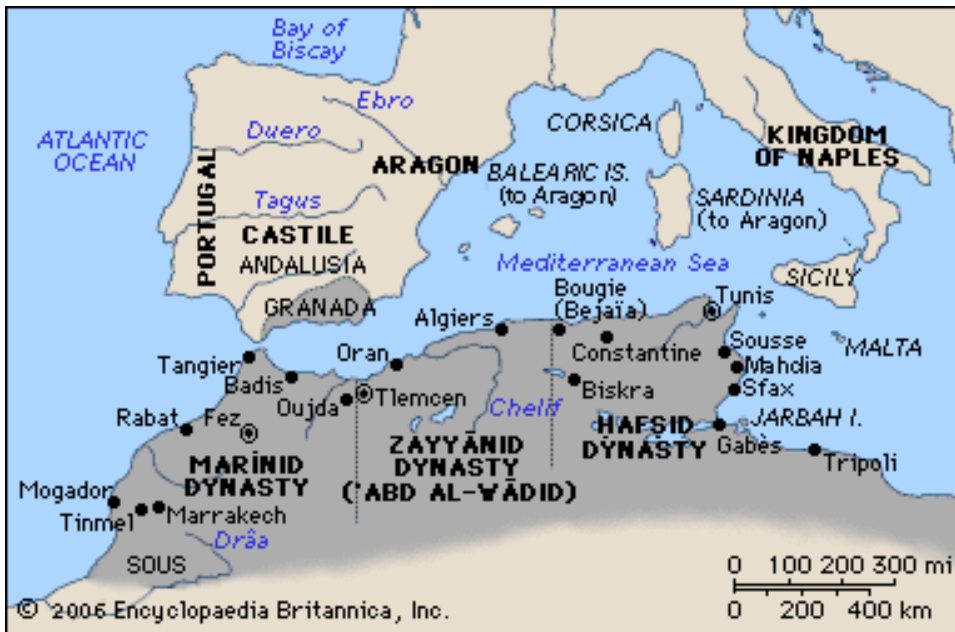 Bay of
Biscay
Ebro
ATLANTIC
OCEAN
Duero
CORSICA
KINGDOM
OF NAPLES
PORTUGAL
ARAGON
BALEARIC IS.
(to Aragon)
SARDINIA
(to Aragon)
Tagus
CASTILE
ANDALUSIA
Mediterranean Sea
SICILY
GRANADA
Bougie
(Bejaïa)
Tunis
Algiers
Tangier
Oran
Constantine
Sousse
MALTA
Mahdia
Badis
Oujda
Tlemcen
Chelif
Biskra
Sfax
Rabat
Fez
JARBAH I.
HAFSID
DYNASTY
Gabès
ZAYYĀNID
DYNASTY
(ʿABD AL-WĀDID)
MARĪNID
DYNASTY
Tripoli
Mogador
Tinmel
Marrakech
Drâa
SOUS
0 100 200 300 mi
0 200 400 km
© 2006 Encyclopaedia Britannica, Inc.